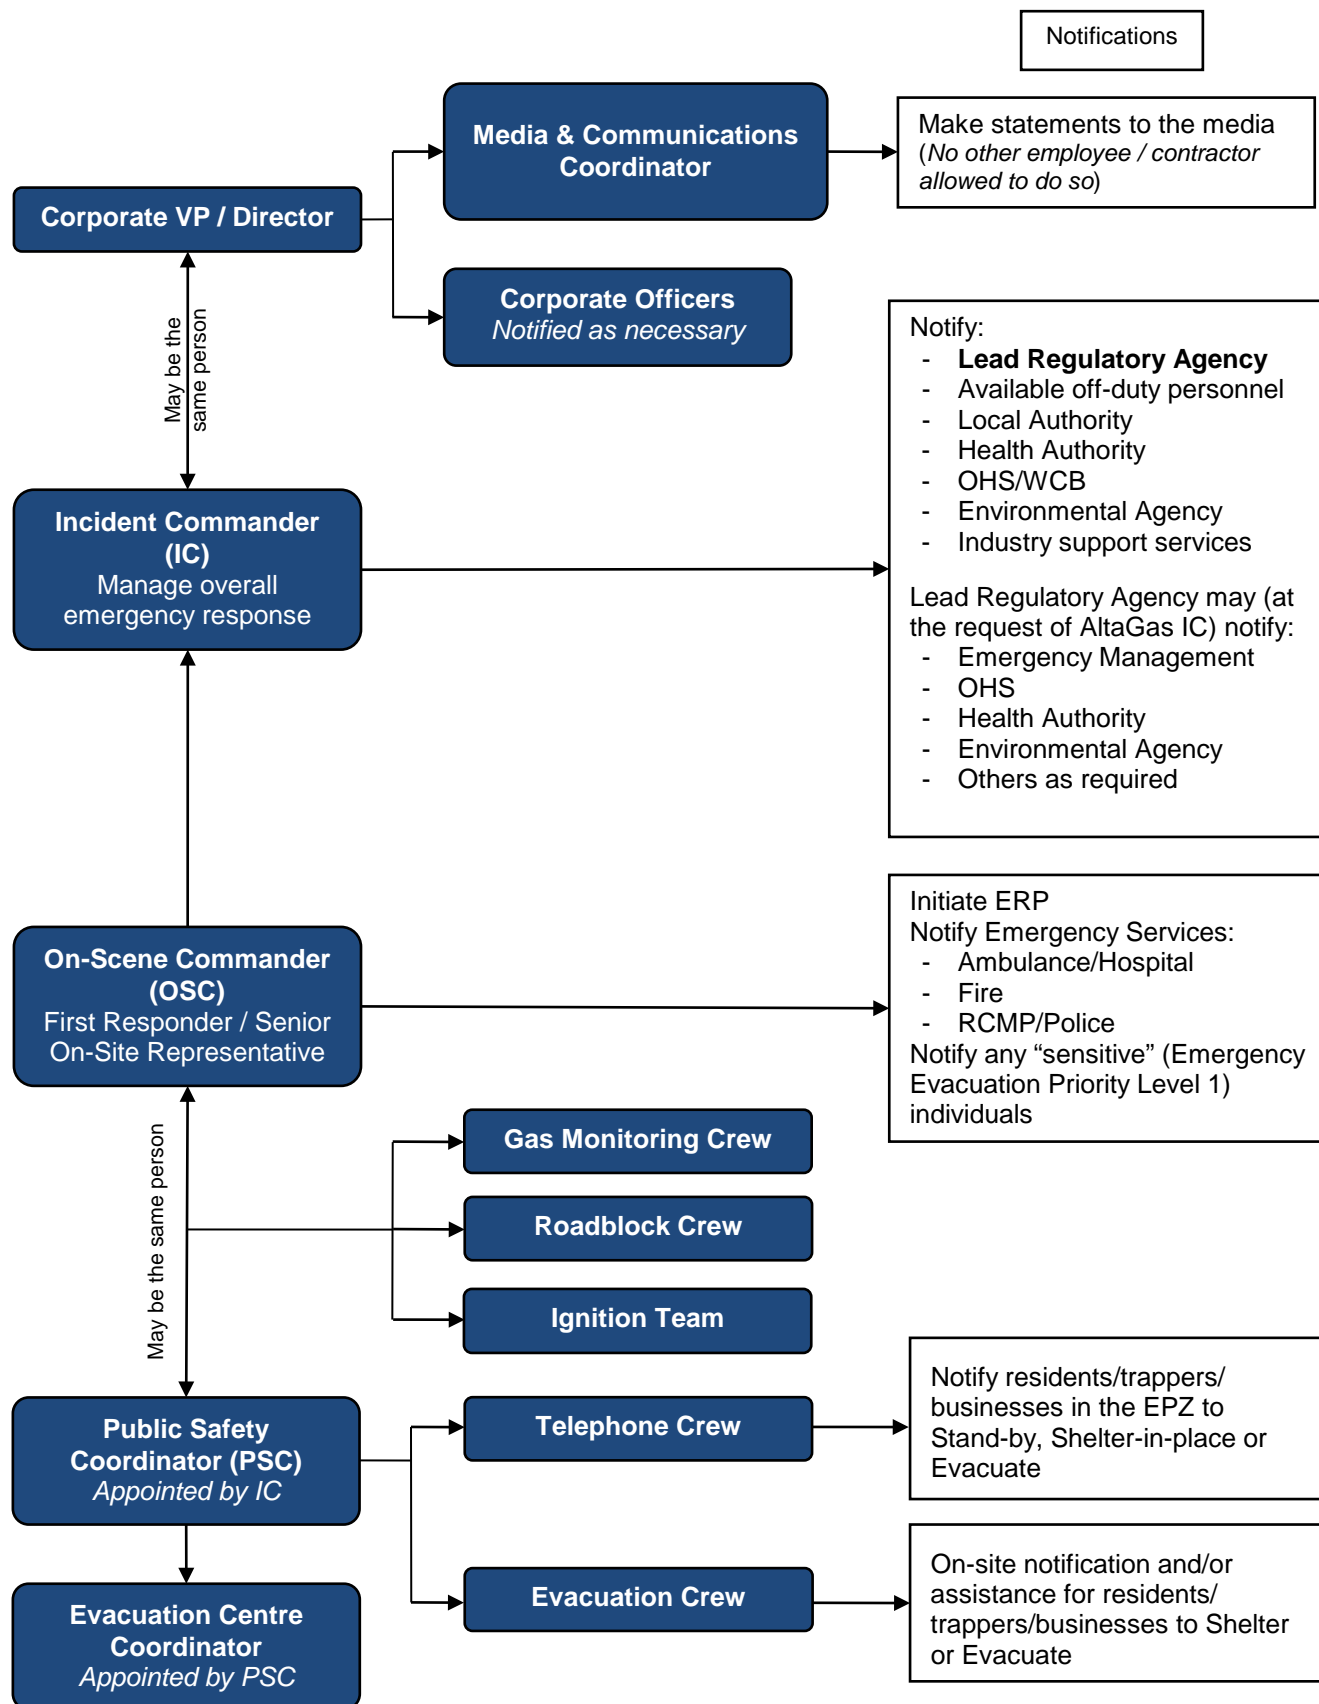 Notifications
Media & Communications
Coordinator
Make statements to the media
(No other employee / contractor
allowed to do so)
Corporate VP / Director
Corporate Officers
Notified as necessary
May be the
same person
Notify:
- Lead Regulatory Agency
- Available off-duty personnel
- Local Authority
- Health Authority
- OHS/WCB
- Environmental Agency
- Industry support services
Lead Regulatory Agency may (at
the request of AltaGas IC) notify:
- Emergency Management
- OHS
- Health Authority
- Environmental Agency
- Others as required
Incident Commander
(IC)
Manage overall
emergency response
On-Scene Commander
(OSC)
First Responder / Senior
On-Site Representative
Initiate ERP
Notify Emergency Services:
- Ambulance/Hospital
- Fire
- RCMP/Police
Notify any “sensitive” (Emergency
Evacuation Priority Level 1)
individuals
May be the same person
Gas Monitoring Crew
Roadblock Crew
Ignition Team
Public Safety
Coordinator (PSC)
Appointed by IC
Telephone Crew
Notify residents/trappers/
businesses in the EPZ to
Stand-by, Shelter-in-place or
Evacuate
Evacuation Crew
On-site notification and/or
assistance for residents/
trappers/businesses to Shelter
or Evacuate
Evacuation Centre
Coordinator
Appointed by PSC